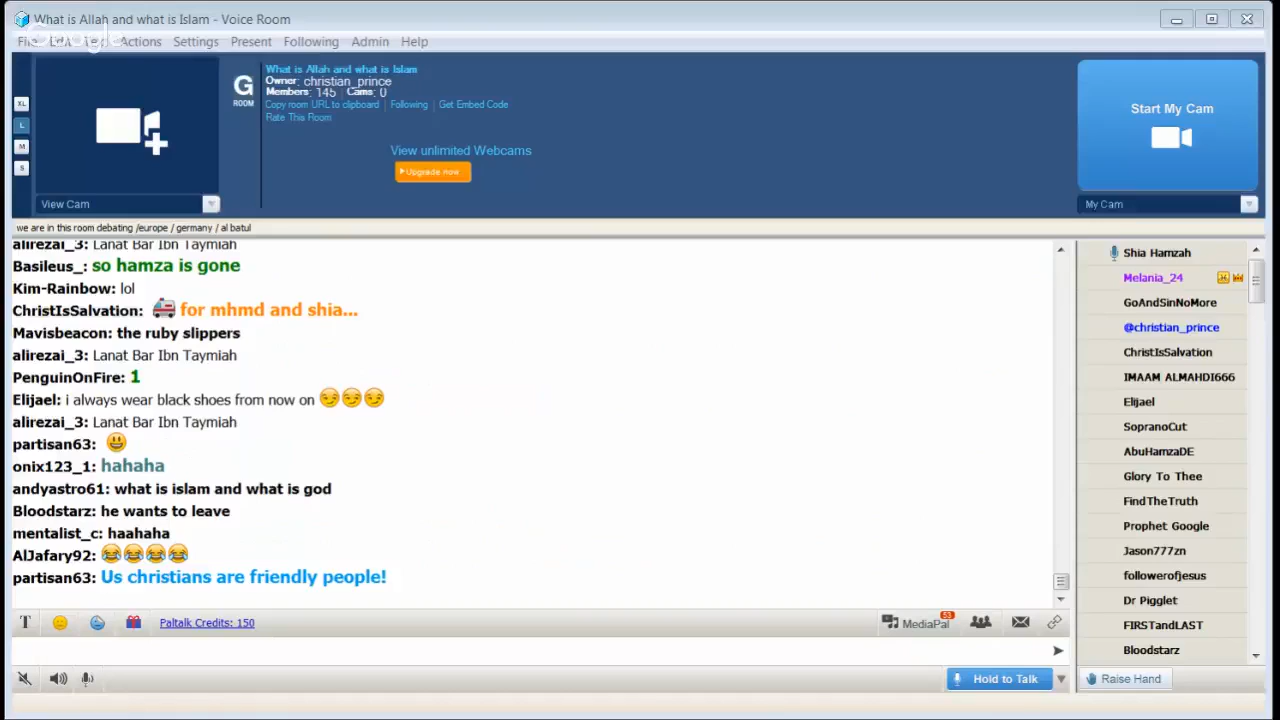 What is Allah and what is Islam - Voice Room
Google
File Edit Actions Settings Present Following Admin Help
XL
L
M
S
View Cam
G
ROOM
What is Allah and what is Islam
Owner: christian_prince
Members: 145 Cams: 0
Copy room URL to clipboard | Following | Get Embed Code
Rate This Room
View unlimited Webcams
Upgrade now
Start My Cam
My Cam
we are in this room debating /europe / germany / al batul
alirezai_3: Lanat Bar Ibn Taymiah
Basileus_: so hamza is gone
Kim-Rainbow: lol
ChristIsSalvation: 🚑 for mhmd and shia...
Mavisbeacon: the ruby slippers
alirezai_3: Lanat Bar Ibn Taymiah
PenguinOnFire: 1
Elijael: i always wear black shoes from now on 😏😏😏
alirezai_3: Lanat Bar Ibn Taymiah
partisan63: 😃
onix123_1: hahaha
andyastro61: what is islam and what is god
Bloodstarz: he wants to leave
mentalist_c: haahaha
AlJafary92: 😂😂😂😂
partisan63: Us christians are friendly people!
Shia Hamzah
Melania_24
GoAndSinNoMore
@christian_prince
ChristIsSalvation
IMAAM ALMAHDI666
Elijael
SopranoCut
AbuHamzaDE
Glory To Thee
FindTheTruth
Prophet Google
Jason777zn
followerofjesus
Dr Pigglet
FIRSTandLAST
Bloodstarz
T
Paltalk Credits: 150
MediaPal 53
Hold to Talk
Raise Hand